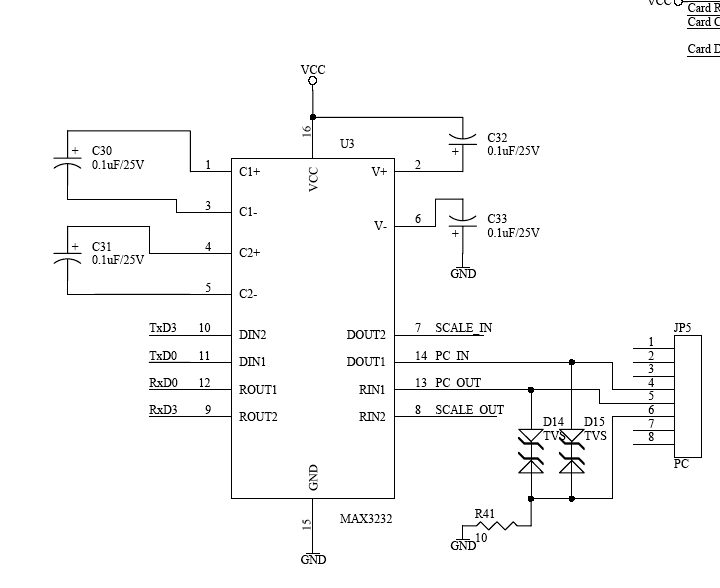 VCC
Card R
Card C
Card D
VCC
16
U3
C30
0.1uF/25V
C32
0.1uF/25V
1
C1+
VCC
V+
2
3
C1-
6
V-
C33
0.1uF/25V
4
C2+
C31
0.1uF/25V
GND
5
C2-
TxD3
10
DIN2
DOUT2
7
SCALE_IN
JP5
TxD0
11
DIN1
DOUT1
14
PC_IN
RxD0
12
ROUT1
RIN1
13
PC_OUT
RxD3
9
ROUT2
RIN2
8
SCALE_OUT
1
2
3
4
5
6
7
8
PC
D14
TVS
D15
TVS
GND
15
MAX3232
R41
10
GND
GND